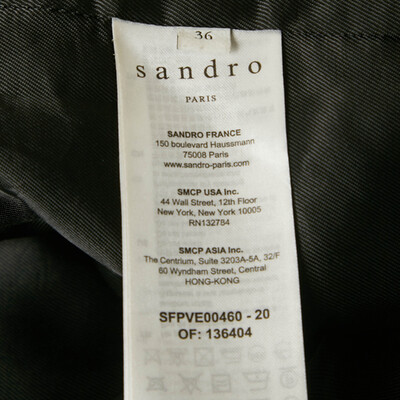 36
sandro
PARIS
SANDRO FRANCE
150 boulevard Haussmann
75008 Paris
www.sandro-paris.com
SMCP USA Inc.
44 Wall Street, 12th Floor
New York, New York 10005
RN132784
SMCP ASIA Inc.
The Centrium, Suite 3203A-5A, 32/F
60 Wyndham Street, Central
HONG-KONG
SFPVE00460 - 20
OF: 136404